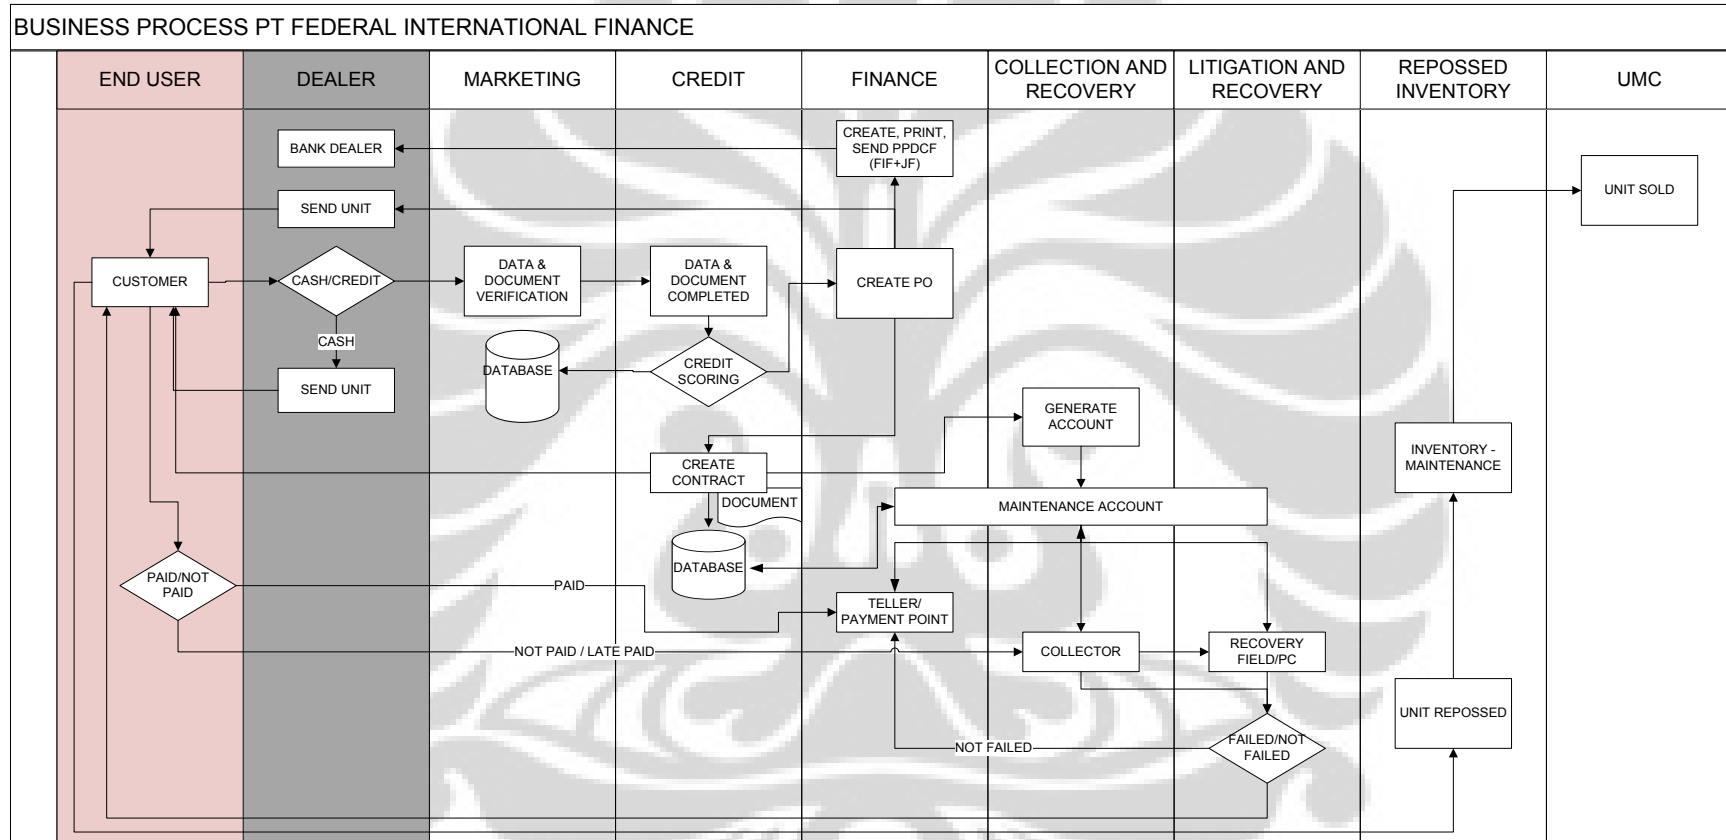 BUSINESS PROCESS PT FEDERAL INTERNATIONAL FINANCE
END USER
DEALER
MARKETING
CREDIT
FINANCE
COLLECTION AND
RECOVERY
LITIGATION AND
RECOVERY
REPOSSED
INVENTORY
UMC
BANK DEALER
CREATE, PRINT,
SEND PPDCF
(FIF+JF)
UNIT SOLD
SEND UNIT
CUSTOMER
CASH/CREDIT
DATA &
DOCUMENT
VERIFICATION
DATA &
DOCUMENT
COMPLETED
CREATE PO
CASH
SEND UNIT
DATABASE
CREDIT
SCORING
GENERATE
ACCOUNT
INVENTORY -
MAINTENANCE
CREATE
CONTRACT
DOCUMENT
MAINTENANCE ACCOUNT
DATABASE
PAID/NOT
PAID
PAID
TELLER/
PAYMENT POINT
NOT PAID / LATE PAID
COLLECTOR
RECOVERY
FIELD/PC
UNIT REPOSSED
NOT FAILED
FAILED/NOT
FAILED